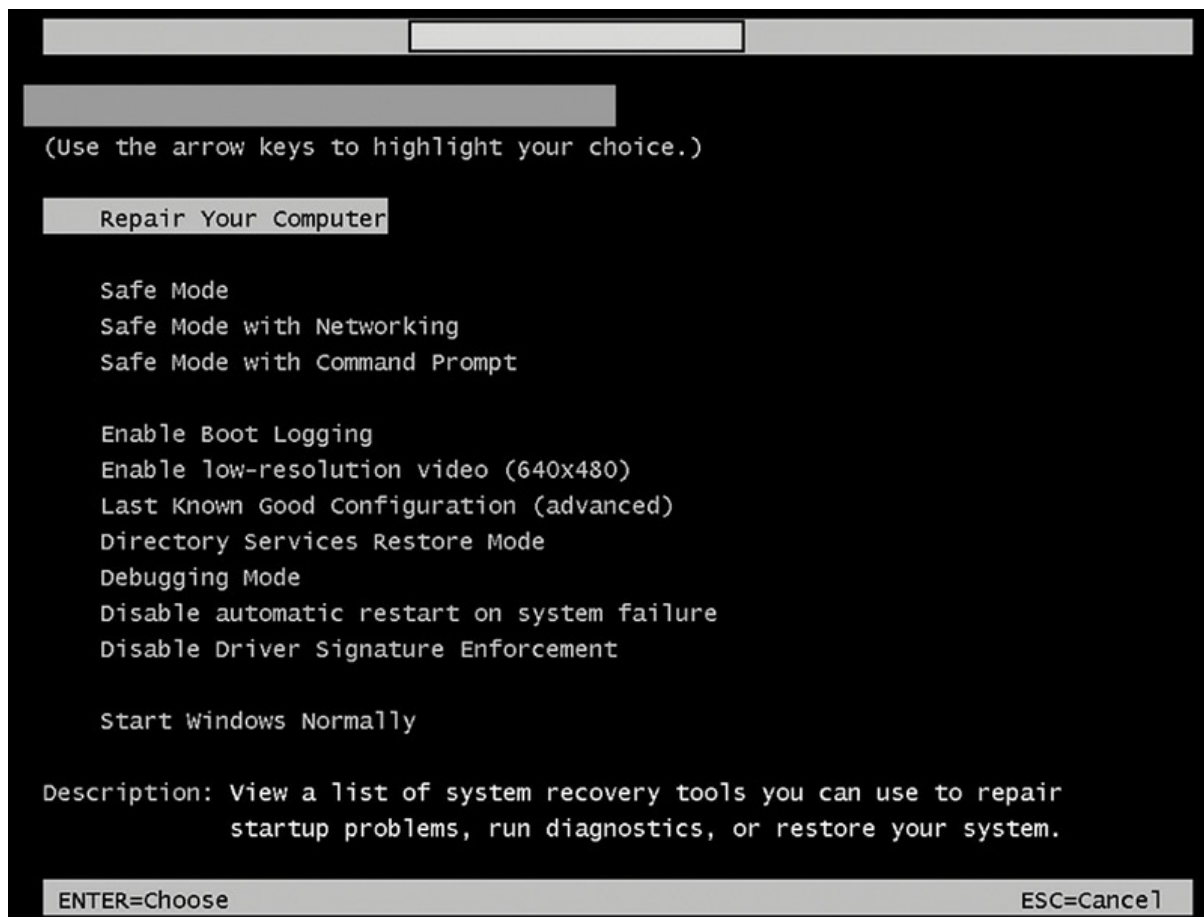 (Use the arrow keys to highlight your choice.)
Repair Your Computer
Safe Mode
Safe Mode with Networking
Safe Mode with Command Prompt
Enable Boot Logging
Enable low-resolution video (640x480)
Last Known Good Configuration (advanced)
Directory Services Restore Mode
Debugging Mode
Disable automatic restart on system failure
Disable Driver Signature Enforcement
Start Windows Normally
Description: View a list of system recovery tools you can use to repair
startup problems, run diagnostics, or restore your system.
ENTER=Choose ESC=Cancel